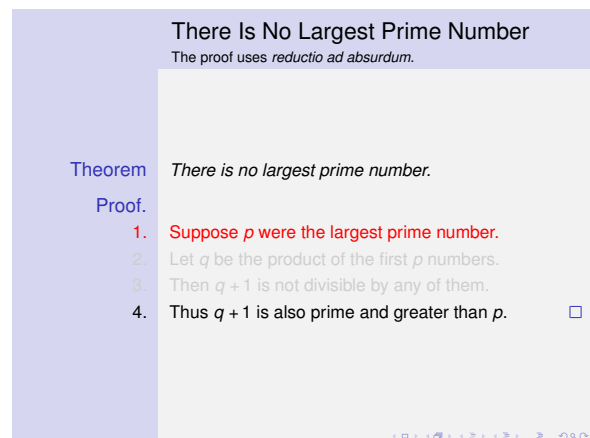 There Is No Largest Prime Number
The proof uses reductio ad absurdum.
Theorem There is no largest prime number.
Proof.
1. Suppose p were the largest prime number.
2. Let q be the product of the first p numbers.
3. Then q + 1 is not divisible by any of them.
4. Thus q + 1 is also prime and greater than p. □